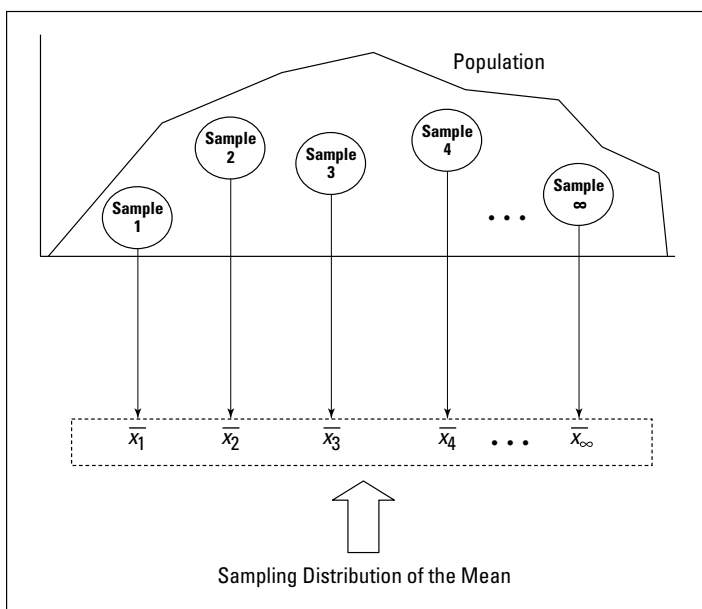 Population
Sample
1
Sample
2
Sample
3
Sample
4
...
Sample
∞
x̅1 x̅2 x̅3 x̅4 ... x̅∞
Sampling Distribution of the Mean